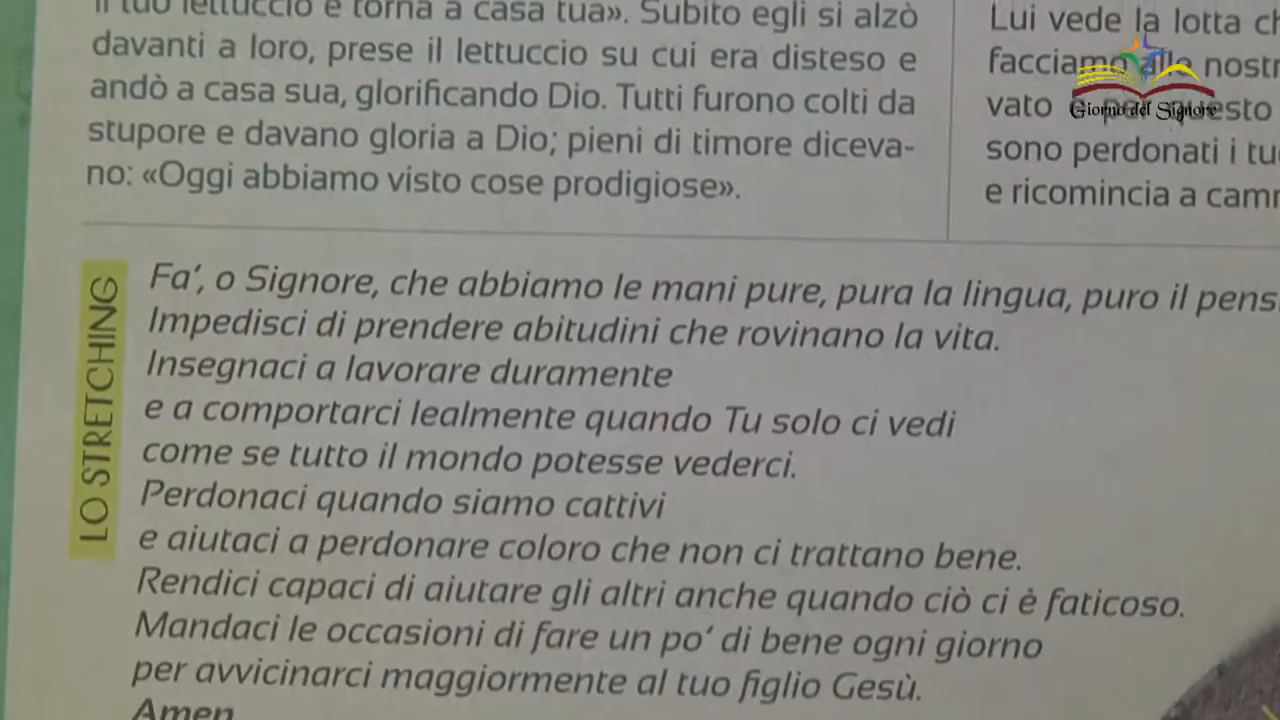 il tuo lettuccio e torna a casa tua». Subito egli si alzò
davanti a loro, prese il lettuccio su cui era disteso e
andò a casa sua, glorificando Dio. Tutti furono colti da
stupore e davano gloria a Dio; pieni di timore diceva-
no: «Oggi abbiamo visto cose prodigiose».
Lui vede la lotta
facciamo alle
vato e per questo
sono perdonati i
e ricomincia a
Giorno del Signore
LO STRETCHING
Fa’, o Signore, che abbiamo le mani pure, pura la lingua, puro il
Impedisci di prendere abitudini che rovinano la vita.
Insegnaci a lavorare duramente
e a comportarci lealmente quando Tu solo ci vedi
come se tutto il mondo potesse vederci.
Perdonaci quando siamo cattivi
e aiutaci a perdonare coloro che non ci trattano bene.
Rendici capaci di aiutare gli altri anche quando ciò ci è faticoso.
Mandaci le occasioni di fare un po’ di bene ogni giorno
per avvicinarci maggiormente al tuo figlio Gesù.
Amen